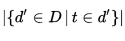 |{d′ ∈ D | t ∈ d′}|